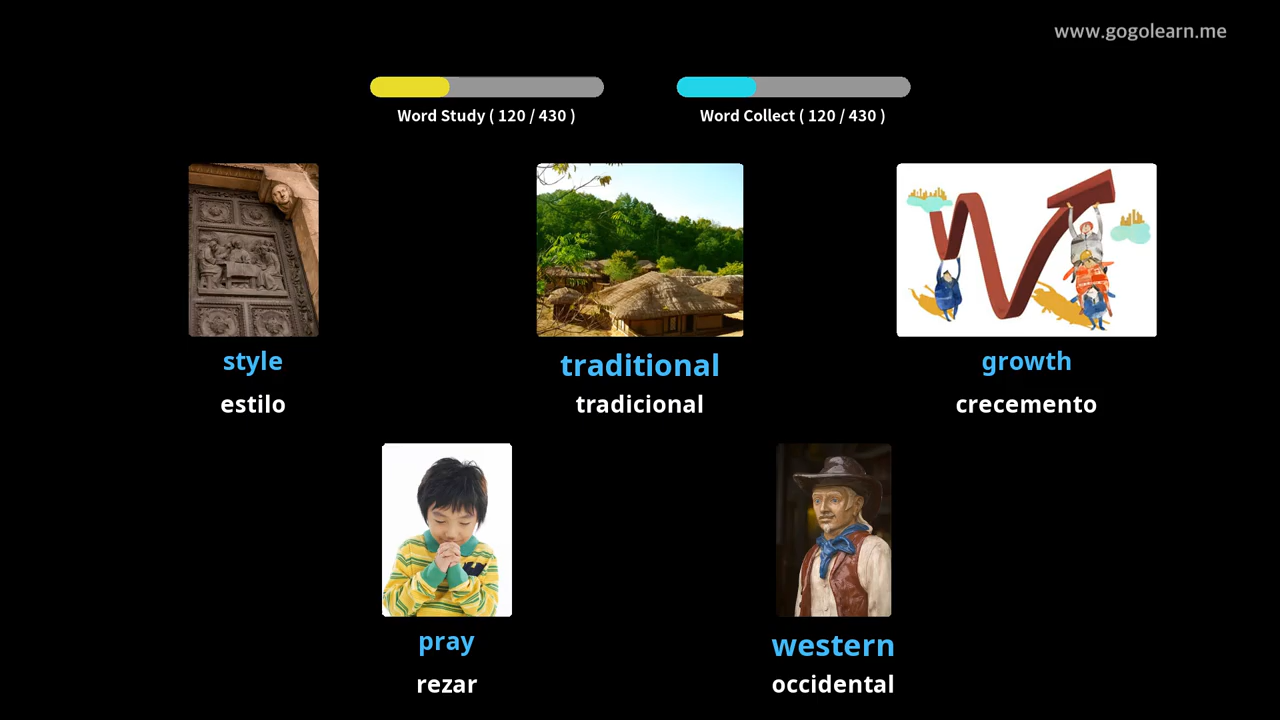 www.gogolearn.me
Word Study ( 120 / 430 )
Word Collect ( 120 / 430 )
style
estilo
traditional
tradicional
growth
crecemento
pray
rezar
western
occidental